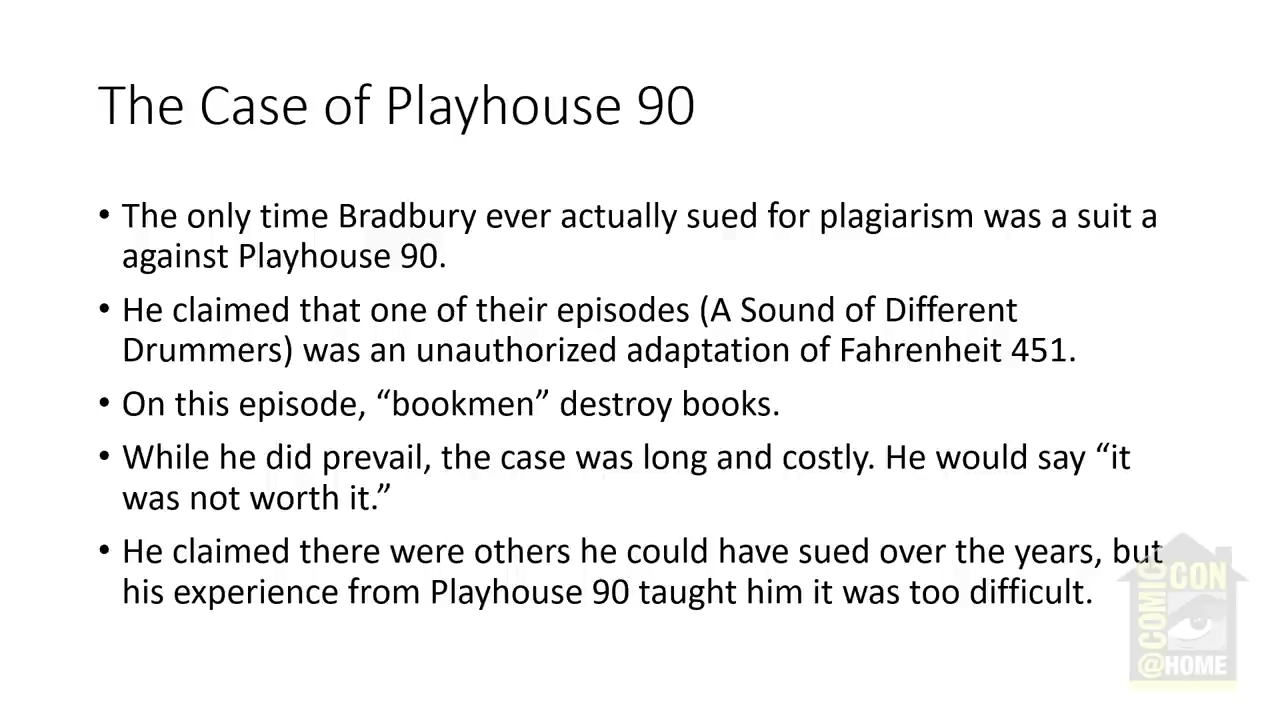 The Case of Playhouse 90
• The only time Bradbury ever actually sued for plagiarism was a suit a
against Playhouse 90.
• He claimed that one of their episodes (A Sound of Different
Drummers) was an unauthorized adaptation of Fahrenheit 451.
• On this episode, “bookmen” destroy books.
• While he did prevail, the case was long and costly. He would say “it
was not worth it.”
• He claimed there were others he could have sued over the years, but
his experience from Playhouse 90 taught him it was too difficult.
COMIC
CON
@HOME